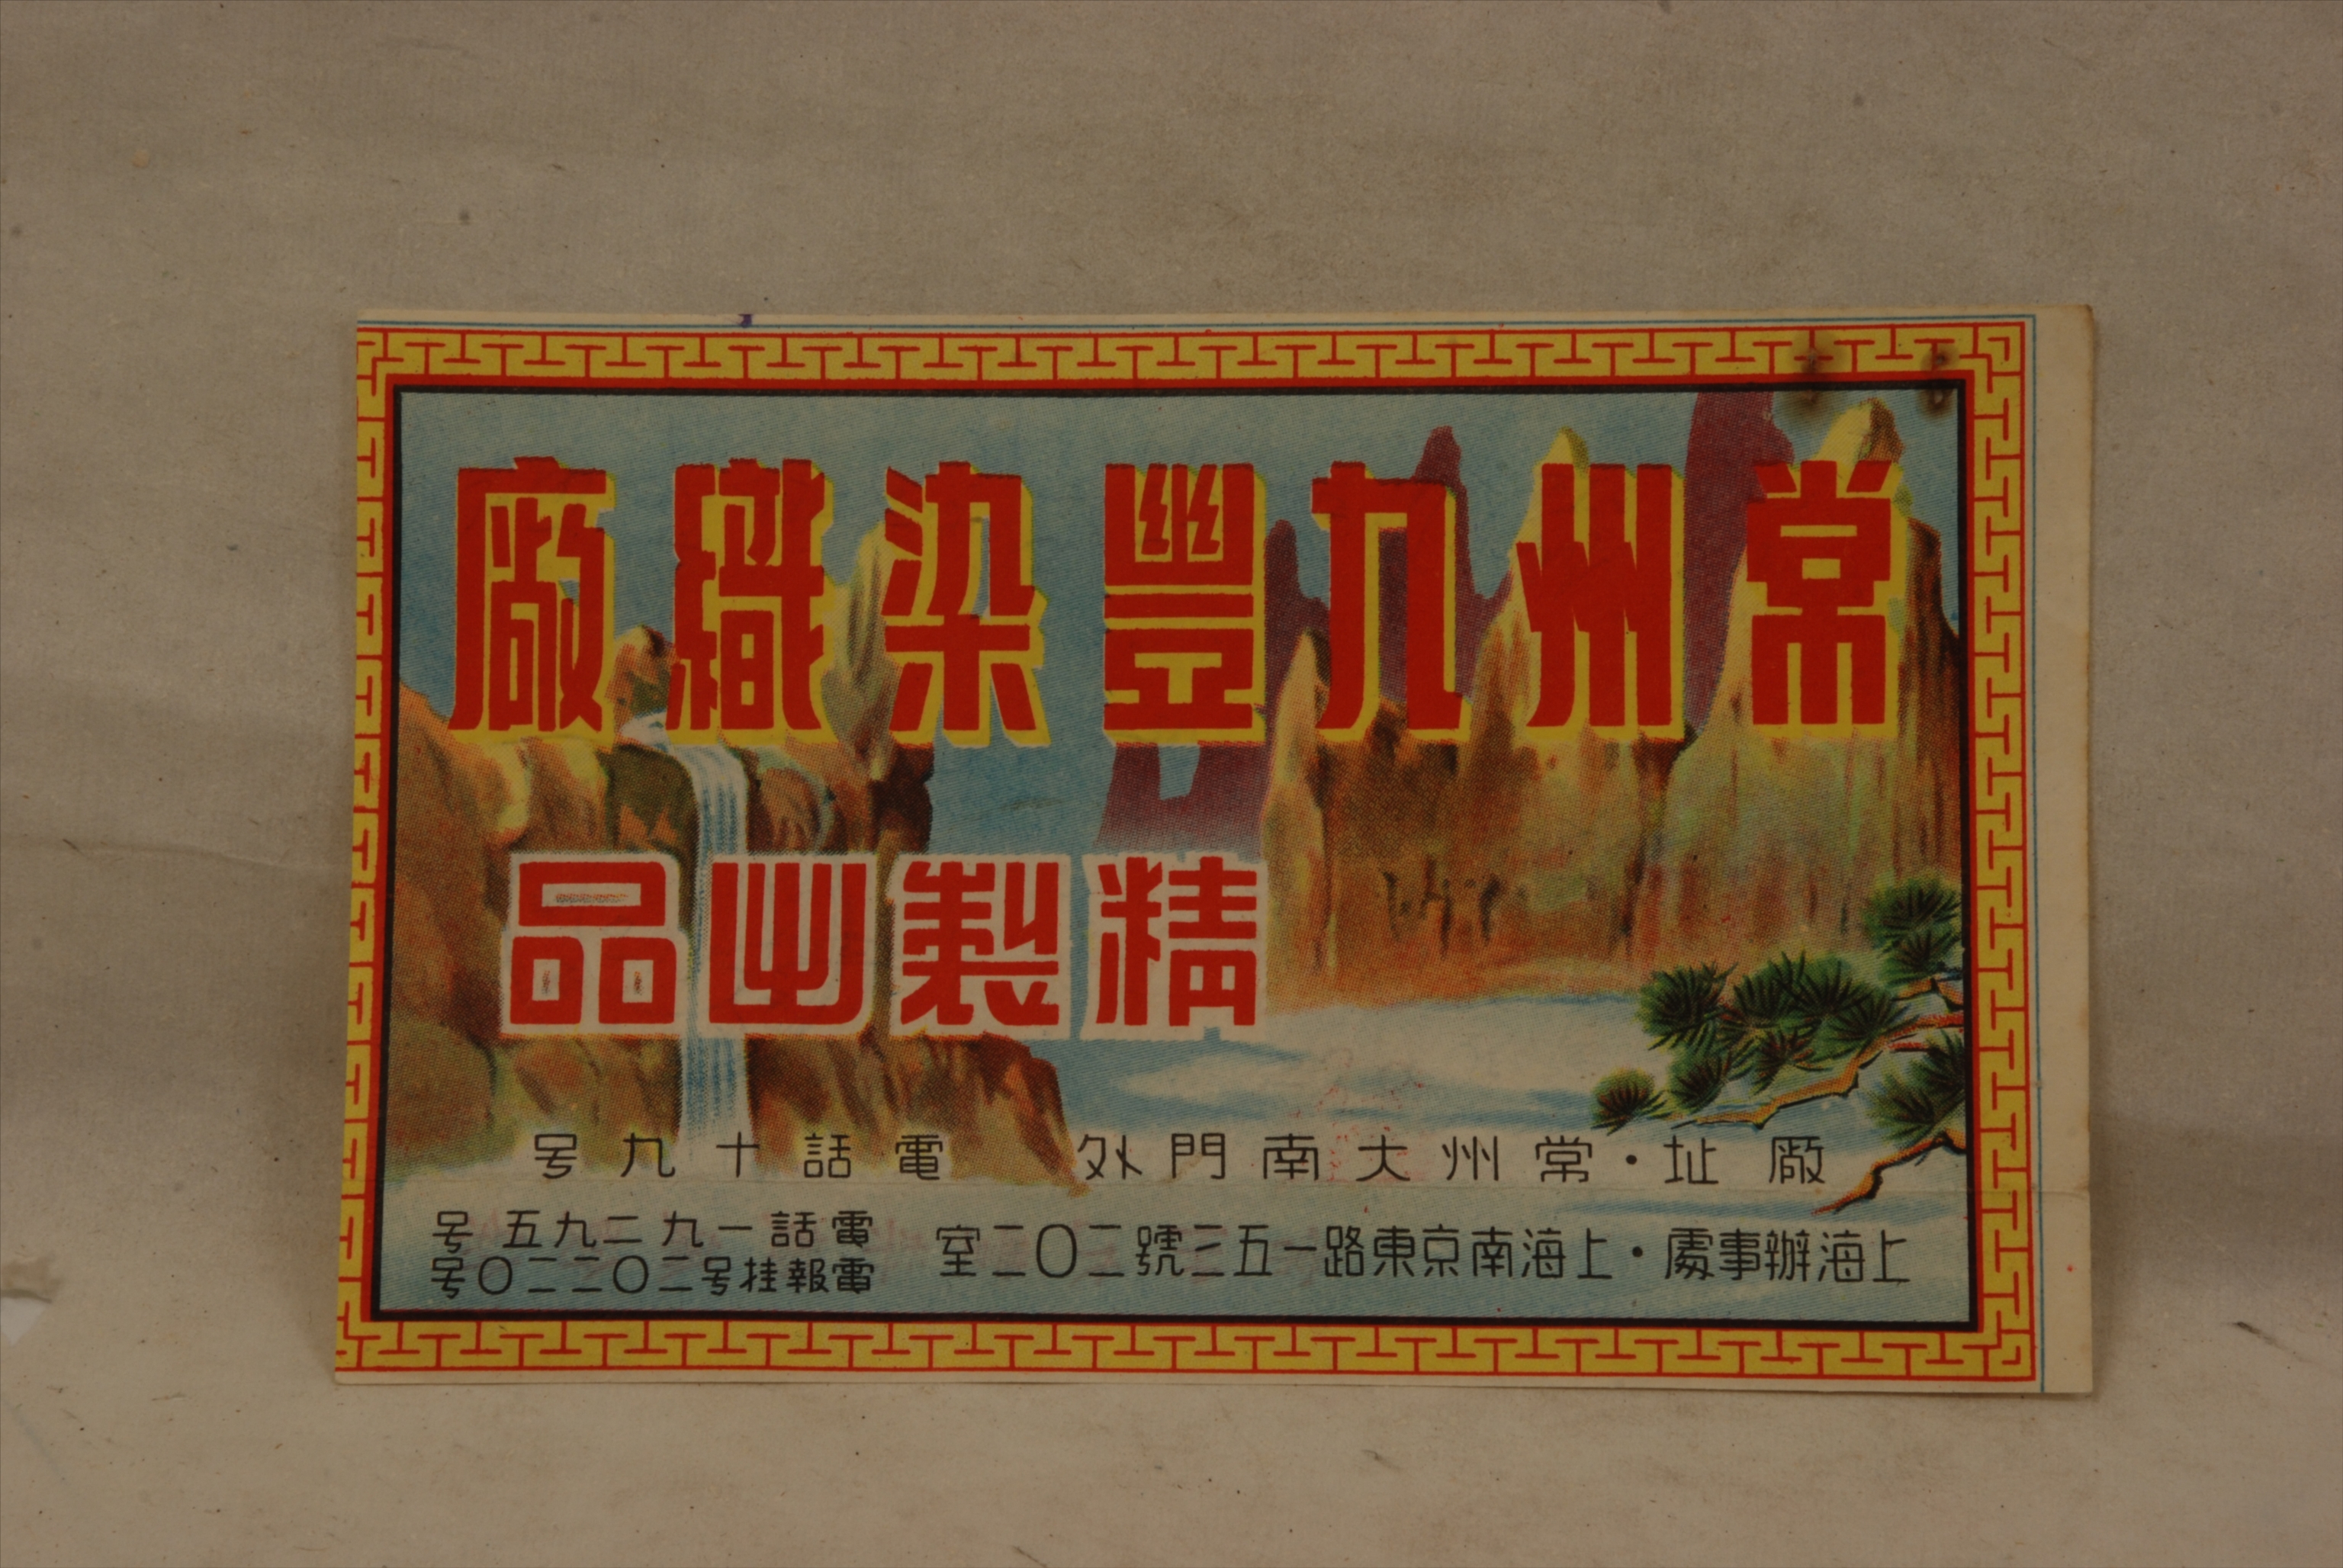 常州九豐染織廠
精製出品
廠址·常州大南門外 電話十九号
上海辦事處·上海南京東路一五三號二〇二室
電話一九二九五号
電報挂号二〇二二〇号